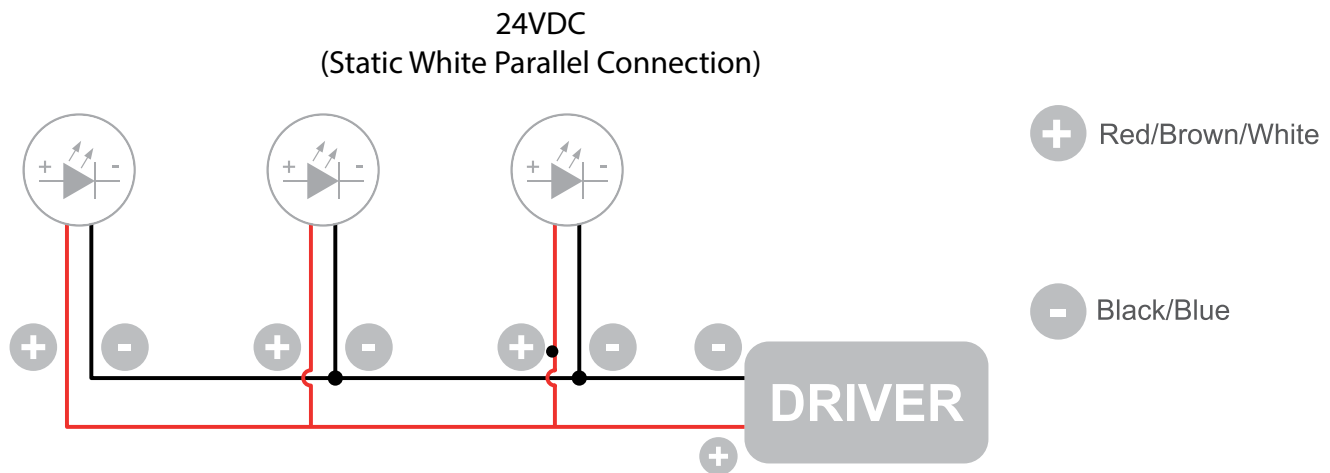 24VDC
(Static White Parallel Connection)
+ - + - + -
+ Red/Brown/White
- Black/Blue
+ - + - + - -
DRIVER
+